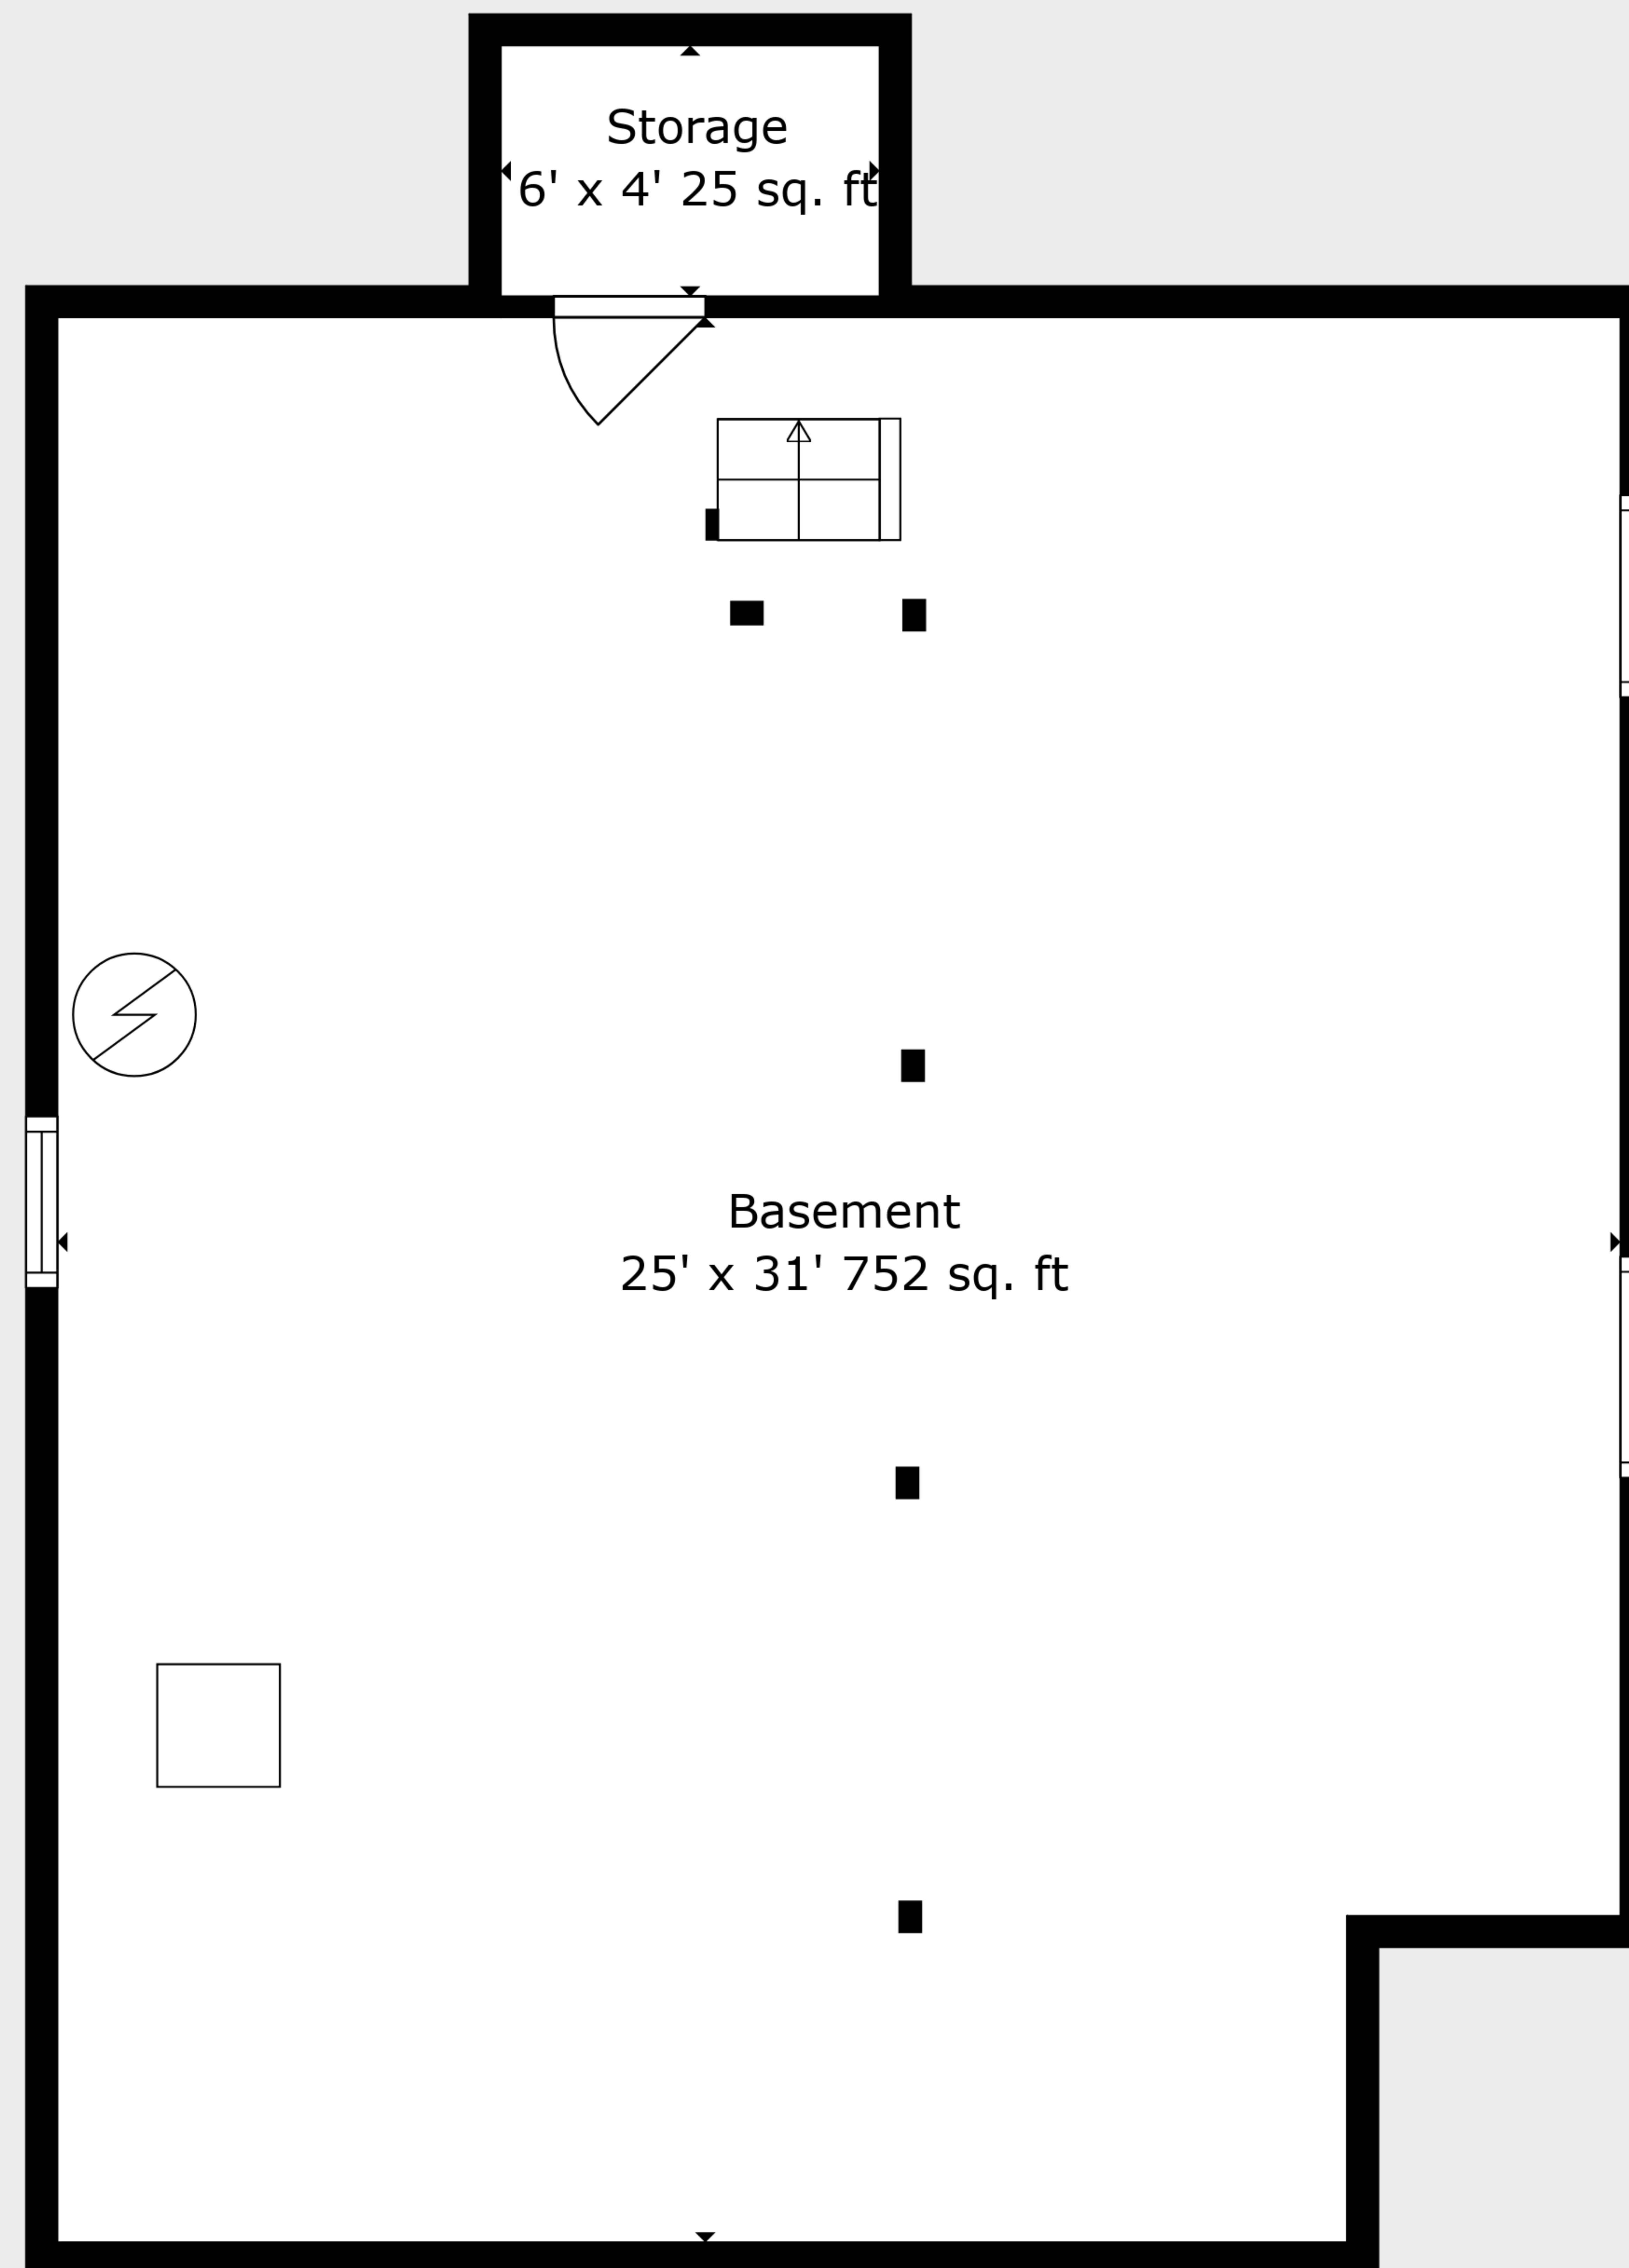 Storage
6' x 4' 25 sq. ft
Basement
25' x 31' 752 sq. ft